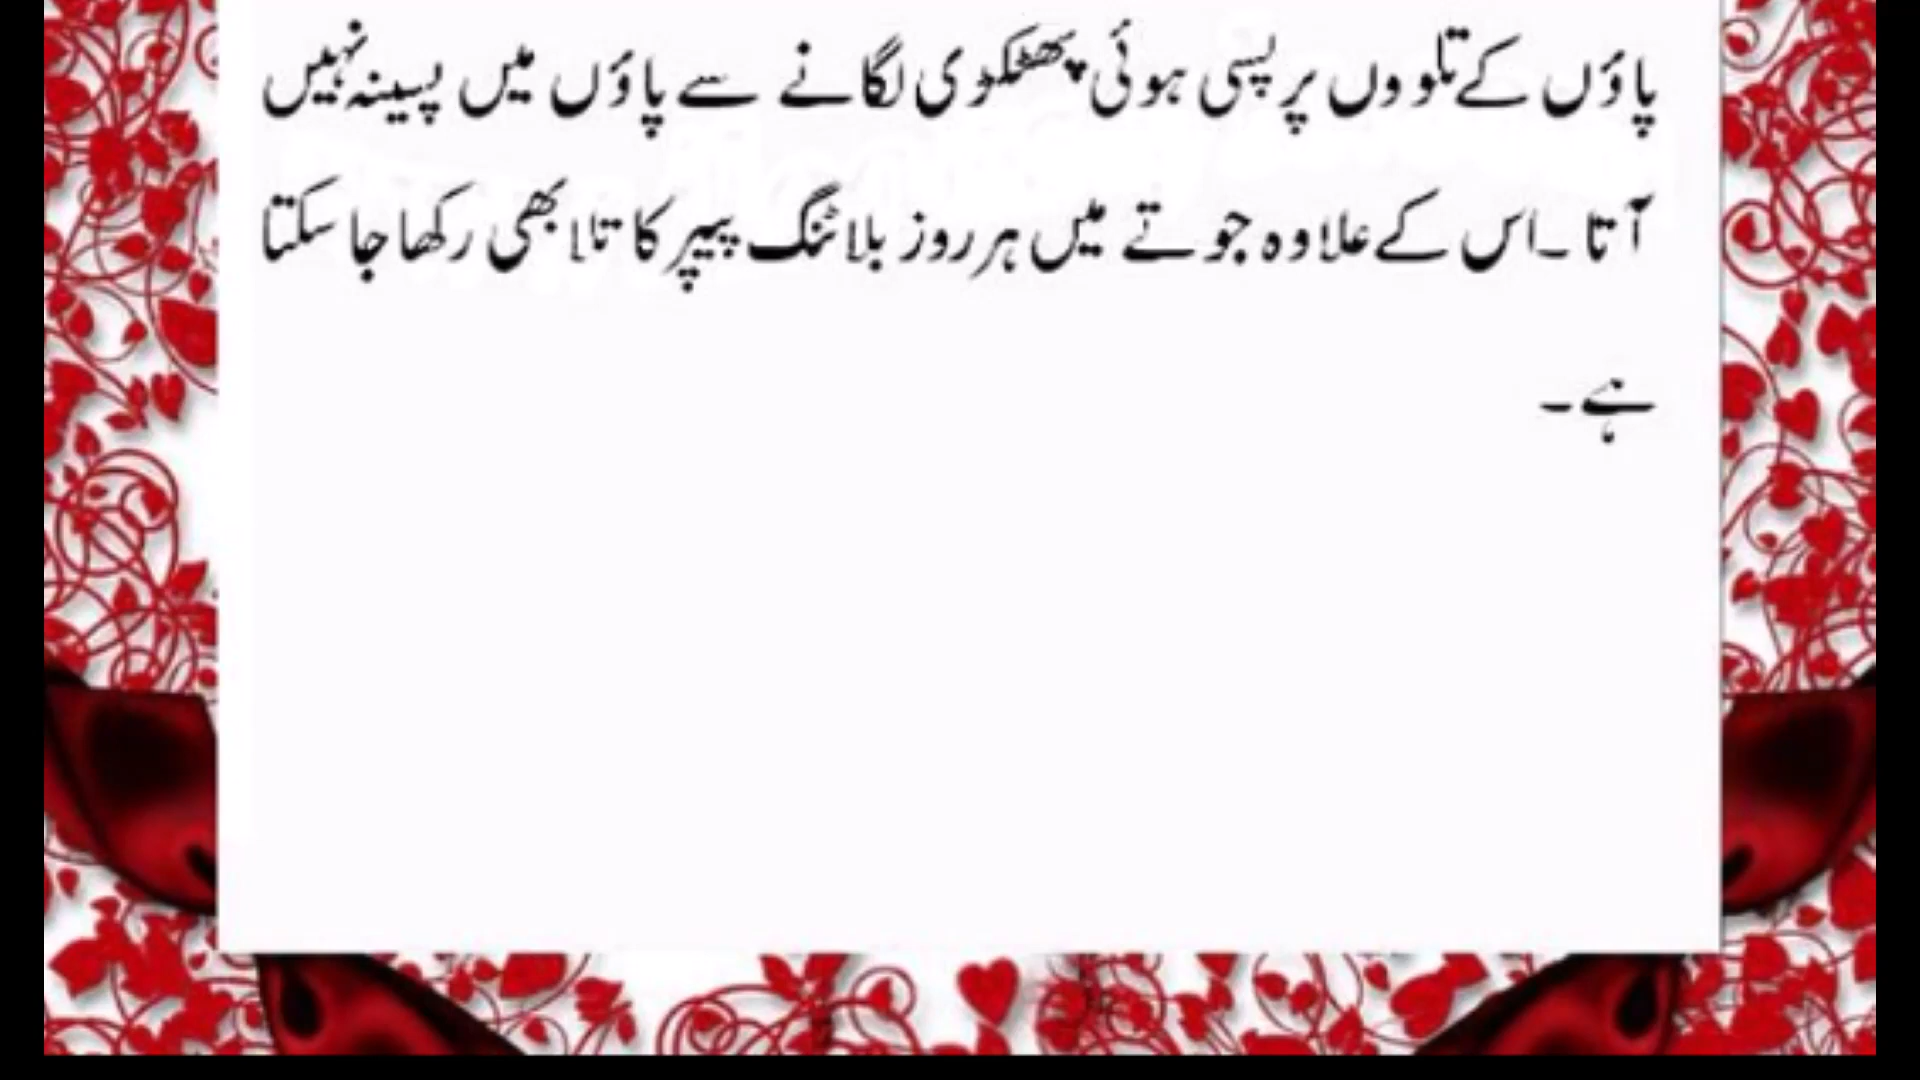 پاؤں کے تلووں پر پسی ہوئی پھٹکڑی لگانے سے پاؤں میں پسینہ نہیں
آتا ۔ اس کے علاوہ جوتے میں ہر روز بلاٹنگ پیپر کا تلا بھی رکھا جا سکتا
ہے ۔